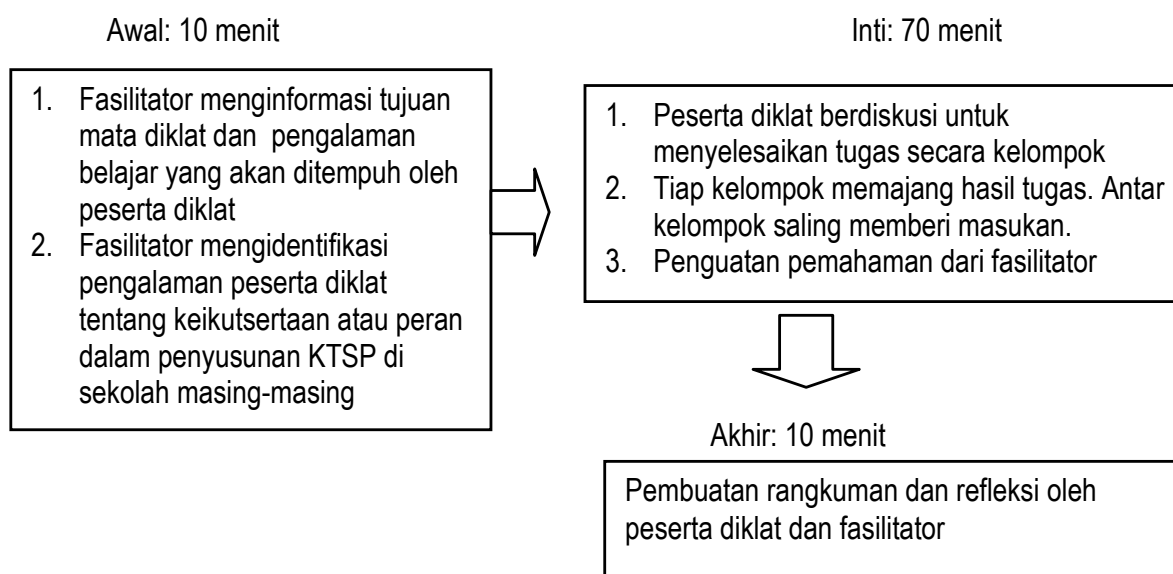 Awal: 10 menit
1. Fasilitator menginformasi tujuan
mata diklat dan pengalaman
belajar yang akan ditempuh oleh
peserta diklat
2. Fasilitator mengidentifikasi
pengalaman peserta diklat
tentang keikutsertaan atau peran
dalam penyusunan KTSP di
sekolah masing-masing
Inti: 70 menit
1. Peserta diklat berdiskusi untuk
menyelesaikan tugas secara kelompok
2. Tiap kelompok memajang hasil tugas. Antar
kelompok saling memberi masukan.
3. Penguatan pemahaman dari fasilitator
Akhir: 10 menit
Pembuatan rangkuman dan refleksi oleh
peserta diklat dan fasilitator